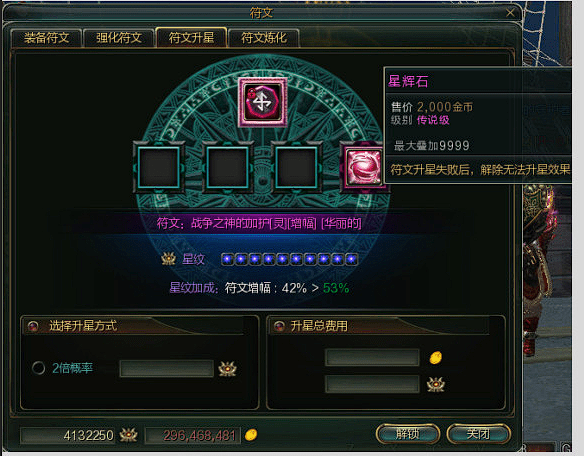 符文
装备符文 强化符文 符文升星 符文炼化
星辉石
售价 2,000金币
级别 传说级
最大叠加9999
符文升星失败后，解除无法升星效果
符文：战争之神的加护[灵][增幅] [华丽的]
星纹
星纹加成：符文增幅：42% > 53%
选择升星方式 升星总费用
2倍概率
4132250 296,468,481 解锁 关闭